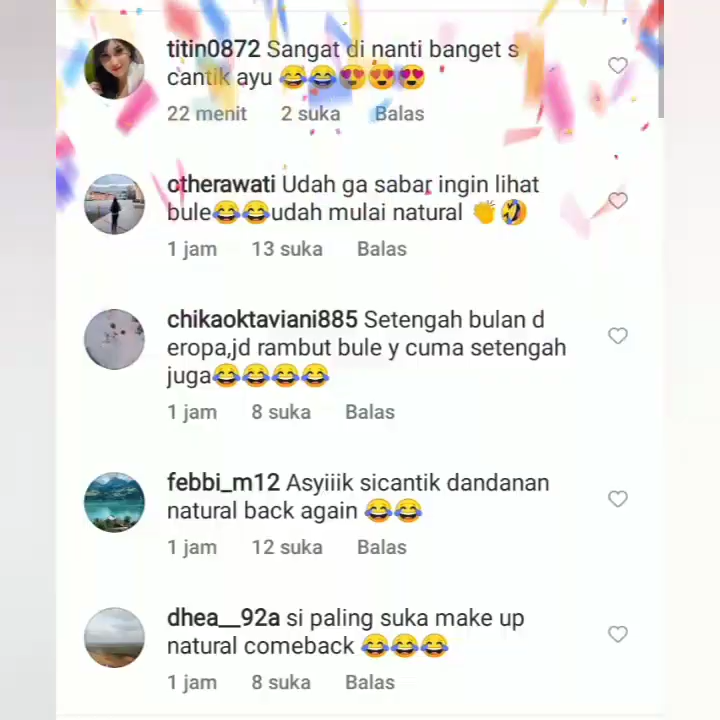 titin0872 Sangat di nanti banget s
cantik ayu 😂😂😍😍😍
22 menit 2 suka Balas
otherawati Udah ga sabar ingin lihat
bule😂😂udah mulai natural 👏🤣
1 jam 13 suka Balas
chikaoktaviani885 Setengah bulan d
eropa,jd rambut bule y cuma setengah
juga😂😂😂😂
1 jam 8 suka Balas
febbi_m12 Asyiiik sicantik dandanan
natural back again 😂😂
1 jam 12 suka Balas
dhea__92a si paling suka make up
natural comeback 😂😂😂
1 jam 8 suka Balas